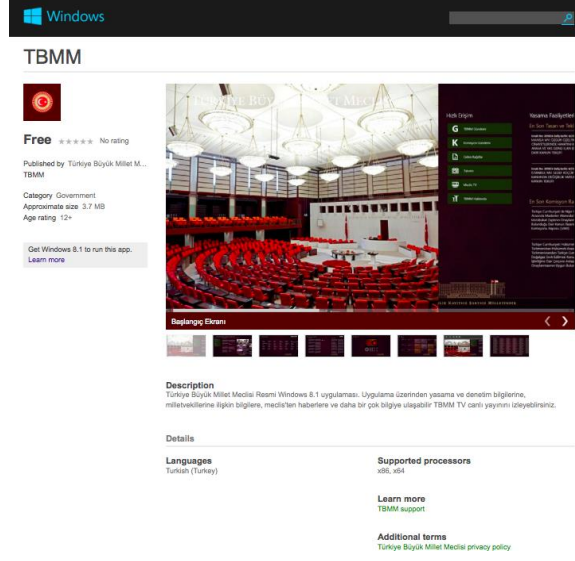 Windows
TBMM
Free
No rating
Published by Türkiye Büyük Millet M...
TBMM
Category Government
Approximate size 3.7 MB
Age rating 12+
Get Windows 8.1 to run this app.
Learn more
Hızlı Erişim
Yasama Faaliyetleri
Başlangıç Ekranı
Description
Türkiye Büyük Millet Meclisi Resmi Windows 8.1 uygulaması. Uygulama üzerinden yasama ve denetim bilgilerine,
milletvekillerine ilişkin bilgilere, meclis'ten haberlere ve daha bir çok bilgiye ulaşabilir TBMM TV canlı yayınını izleyebilirsiniz.
Details
Languages
Turkish (Turkey)
Supported processors
x86, x64
Learn more
TBMM support
Additional terms
Türkiye Büyük Millet Meclisi privacy policy